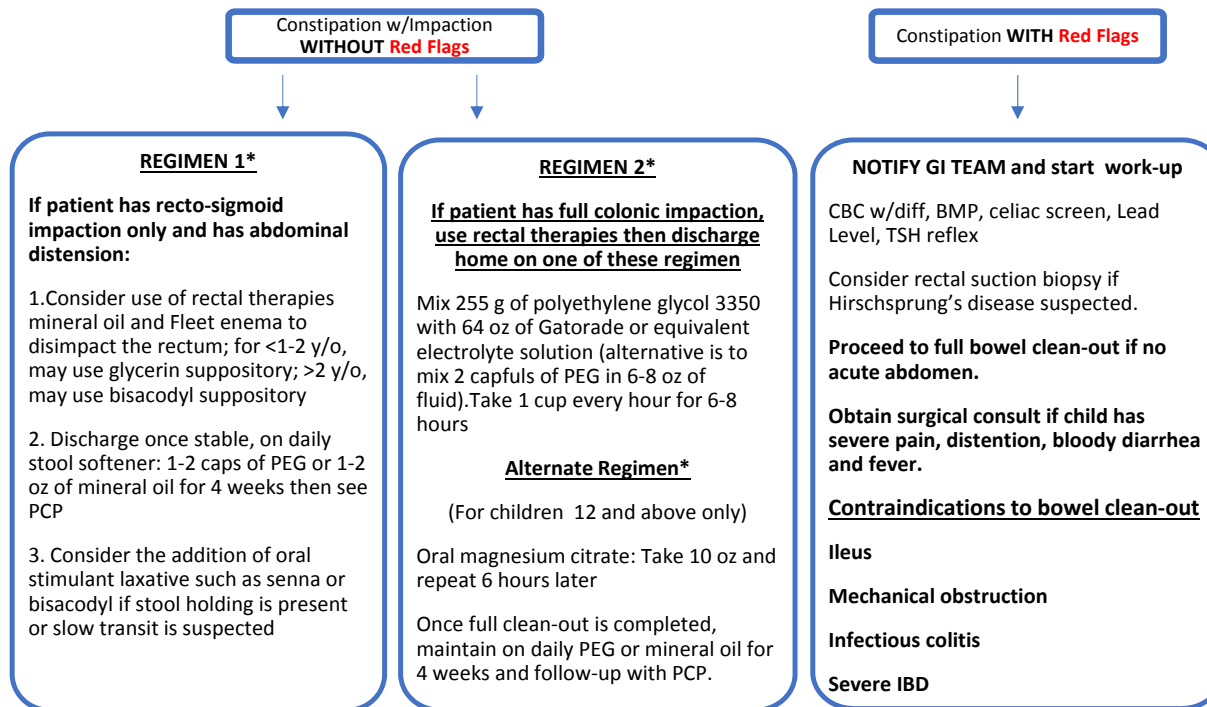 Constipation w/Impaction
WITHOUT Red Flags
Constipation WITH Red Flags
REGIMEN 1*
If patient has recto-sigmoid
impaction only and has abdominal
distension:
1.Consider use of rectal therapies
mineral oil and Fleet enema to
disimpact the rectum; for <1-2 y/o,
may use glycerin suppository; >2 y/o,
may use bisacodyl suppository
2. Discharge once stable, on daily
stool softener: 1-2 caps of PEG or 1-2
oz of mineral oil for 4 weeks then see
PCP
3. Consider the addition of oral
stimulant laxative such as senna or
bisacodyl if stool holding is present
or slow transit is suspected
REGIMEN 2*
If patient has full colonic impaction,
use rectal therapies then discharge
home on one of these regimen
Mix 255 g of polyethylene glycol 3350
with 64 oz of Gatorade or equivalent
electrolyte solution (alternative is to
mix 2 capfuls of PEG in 6-8 oz of
fluid).Take 1 cup every hour for 6-8
hours
Alternate Regimen*
(For children 12 and above only)
Oral magnesium citrate: Take 10 oz and
repeat 6 hours later
Once full clean-out is completed,
maintain on daily PEG or mineral oil for
4 weeks and follow-up with PCP.
NOTIFY GI TEAM and start work-up
CBC w/diff, BMP, celiac screen, Lead
Level, TSH reflex
Consider rectal suction biopsy if
Hirschsprung's disease suspected.
Proceed to full bowel clean-out if no
acute abdomen.
Obtain surgical consult if child has
severe pain, distention, bloody diarrhea
and fever.
Contraindications to bowel clean-out
Ileus
Mechanical obstruction
Infectious colitis
Severe IBD